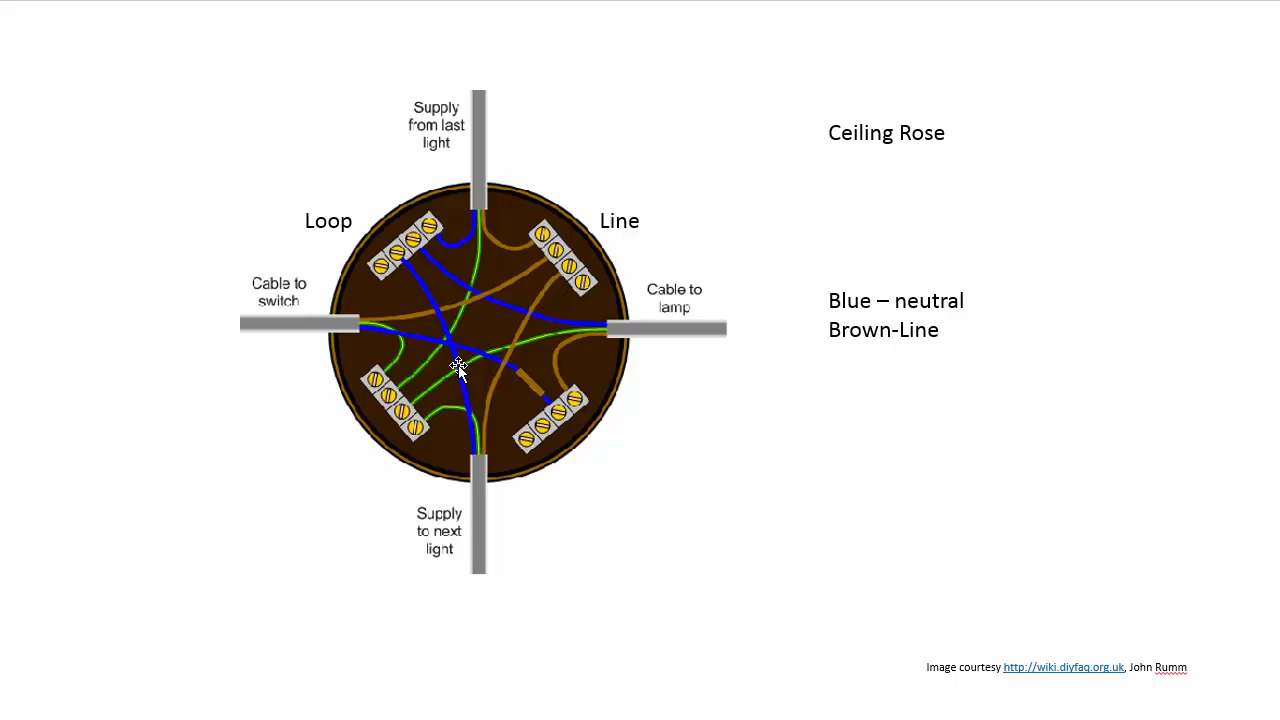 Supply
from last
light
Ceiling Rose
Loop
Line
Cable to
switch
Cable to
lamp
Blue – neutral
Brown-Line
Supply
to next
light
Image courtesy http://wiki.diyfaq.org.uk, John Rumm